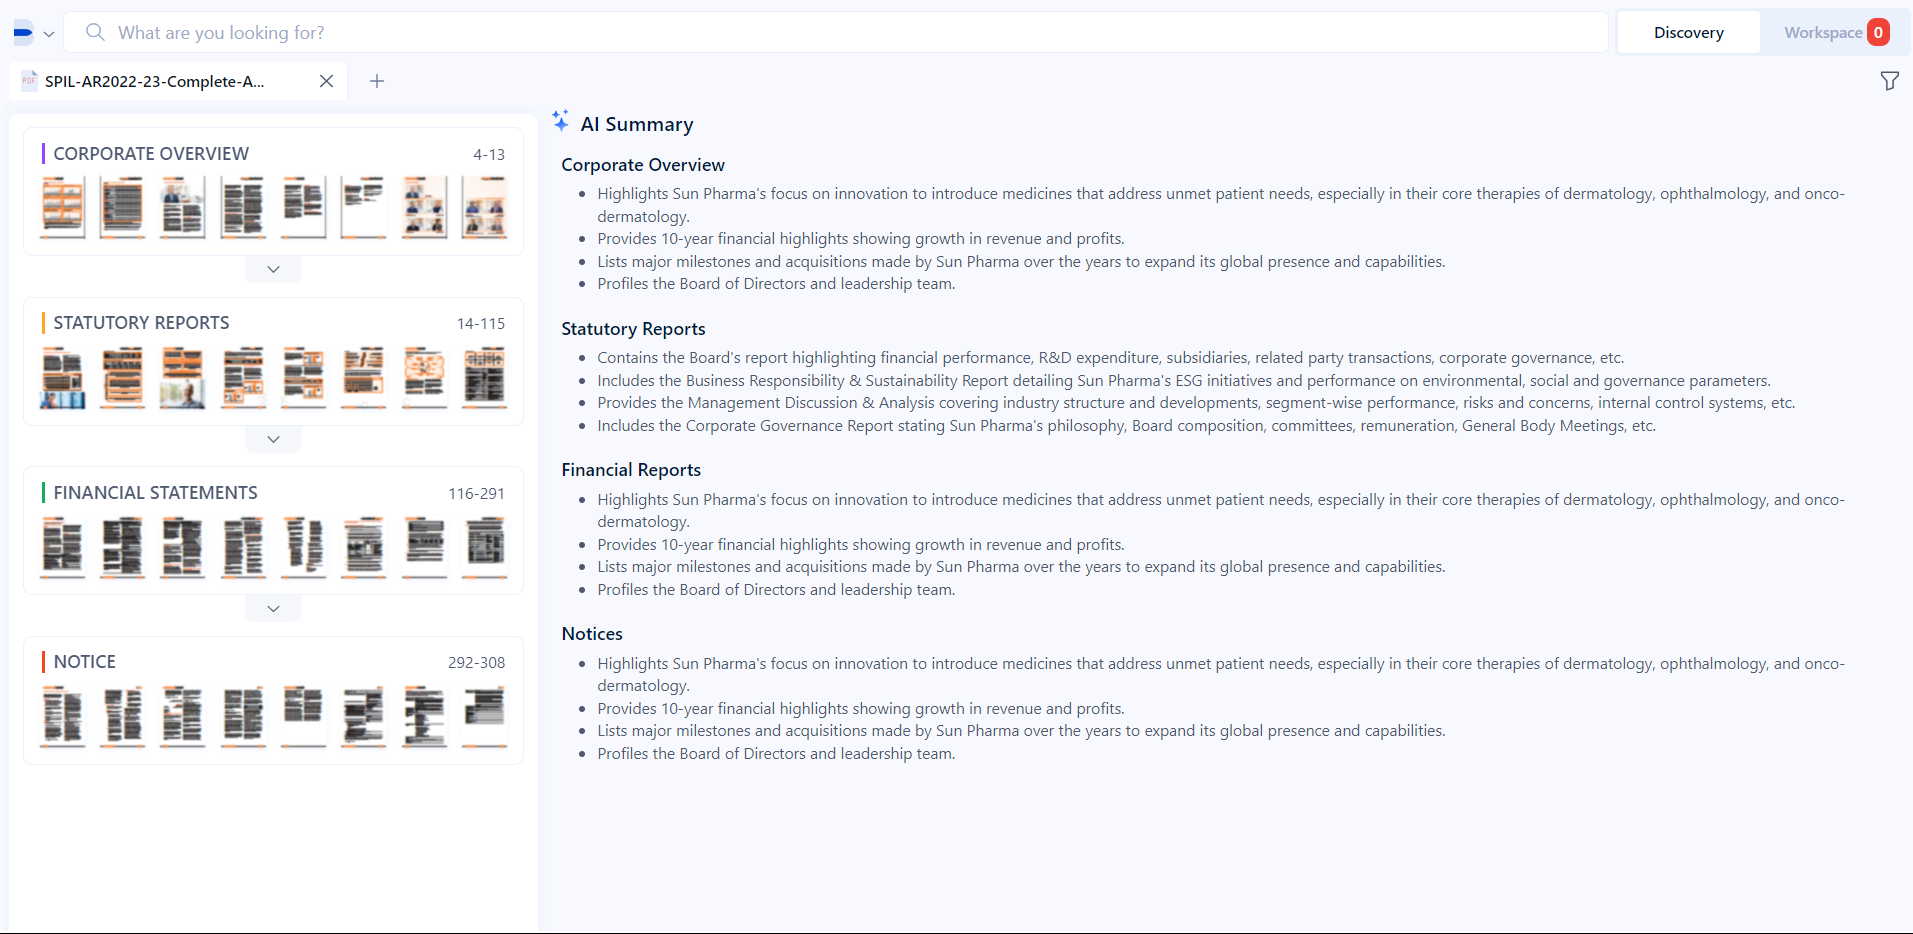 What are you looking for?
Discovery
Workspace 0
PDF SPIL-AR2022-23-Complete-A...
CORPORATE OVERVIEW 4-13
STATUTORY REPORTS 14-115
FINANCIAL STATEMENTS 116-291
NOTICE 292-308
AI Summary
Corporate Overview
• Highlights Sun Pharma's focus on innovation to introduce medicines that address unmet patient needs, especially in their core therapies of dermatology, ophthalmology, and onco-
dermatology.
• Provides 10-year financial highlights showing growth in revenue and profits.
• Lists major milestones and acquisitions made by Sun Pharma over the years to expand its global presence and capabilities.
• Profiles the Board of Directors and leadership team.
Statutory Reports
• Contains the Board's report highlighting financial performance, R&D expenditure, subsidiaries, related party transactions, corporate governance, etc.
• Includes the Business Responsibility & Sustainability Report detailing Sun Pharma's ESG initiatives and performance on environmental, social and governance parameters.
• Provides the Management Discussion & Analysis covering industry structure and developments, segment-wise performance, risks and concerns, internal control systems, etc.
• Includes the Corporate Governance Report stating Sun Pharma's philosophy, Board composition, committees, remuneration, General Body Meetings, etc.
Financial Reports
• Highlights Sun Pharma's focus on innovation to introduce medicines that address unmet patient needs, especially in their core therapies of dermatology, ophthalmology, and onco-
dermatology.
• Provides 10-year financial highlights showing growth in revenue and profits.
• Lists major milestones and acquisitions made by Sun Pharma over the years to expand its global presence and capabilities.
• Profiles the Board of Directors and leadership team.
Notices
• Highlights Sun Pharma's focus on innovation to introduce medicines that address unmet patient needs, especially in their core therapies of dermatology, ophthalmology, and onco-
dermatology.
• Provides 10-year financial highlights showing growth in revenue and profits.
• Lists major milestones and acquisitions made by Sun Pharma over the years to expand its global presence and capabilities.
• Profiles the Board of Directors and leadership team.